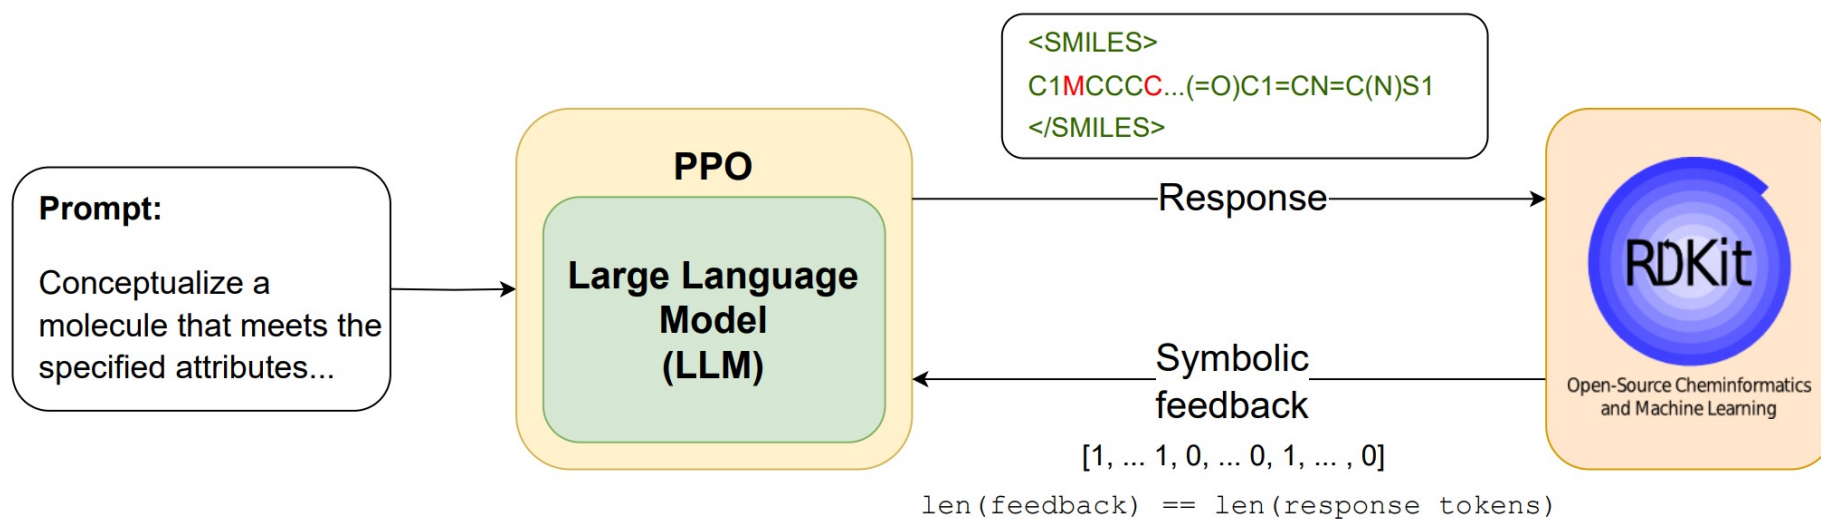 Prompt:
Conceptualize a
molecule that meets the
specified attributes...
PPO
Large Language
Model
(LLM)
<SMILES>
C1MCCCC...(=O)C1=CN=C(N)S1
</SMILES>
Response
Symbolic
feedback
[1, ... 1, 0, ... 0, 1, ... , 0]
len(feedback) == len(response tokens)
RDKit
Open-Source Cheminformatics
and Machine Learning